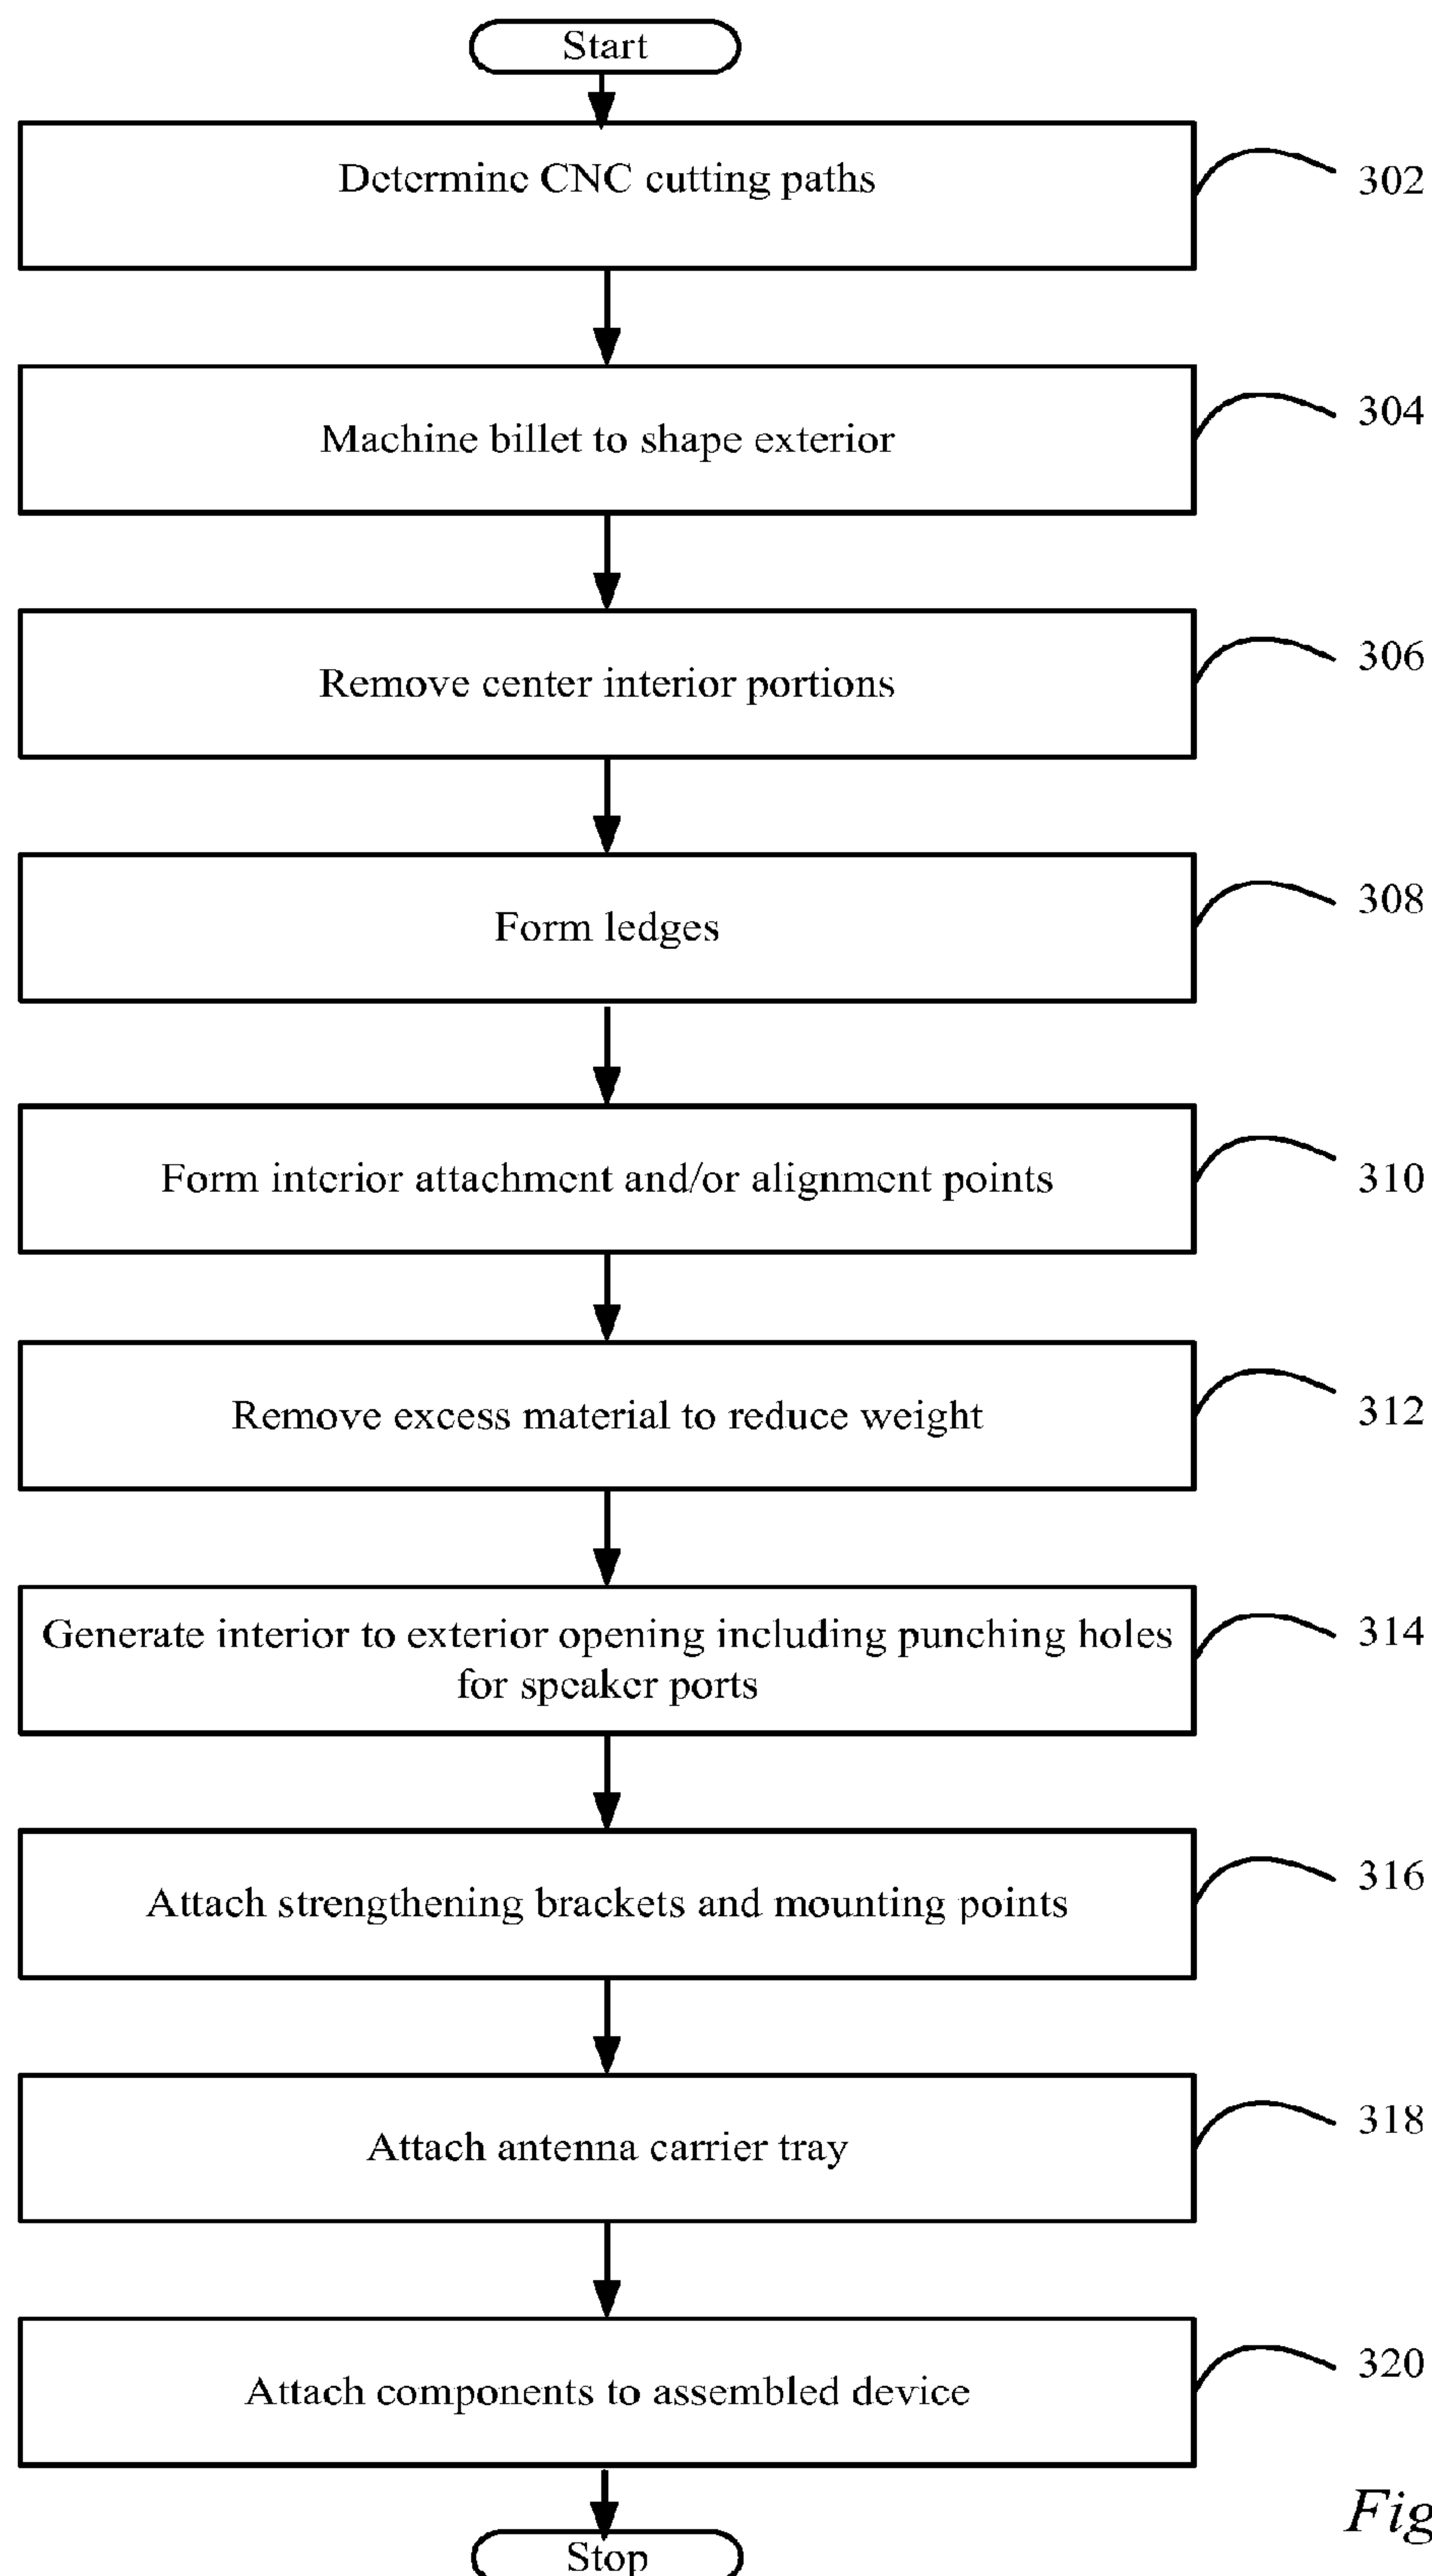 Start
Determine CNC cutting paths
302
Machine billet to shape exterior
304
Remove center interior portions
306
Form ledges
308
Form interior attachment and/or alignment points
310
Remove excess material to reduce weight
312
Generate interior to exterior opening including punching holes
for speaker ports
314
Attach strengthening brackets and mounting points
316
Attach antenna carrier tray
318
Attach components to assembled device
320
Stop
Fig